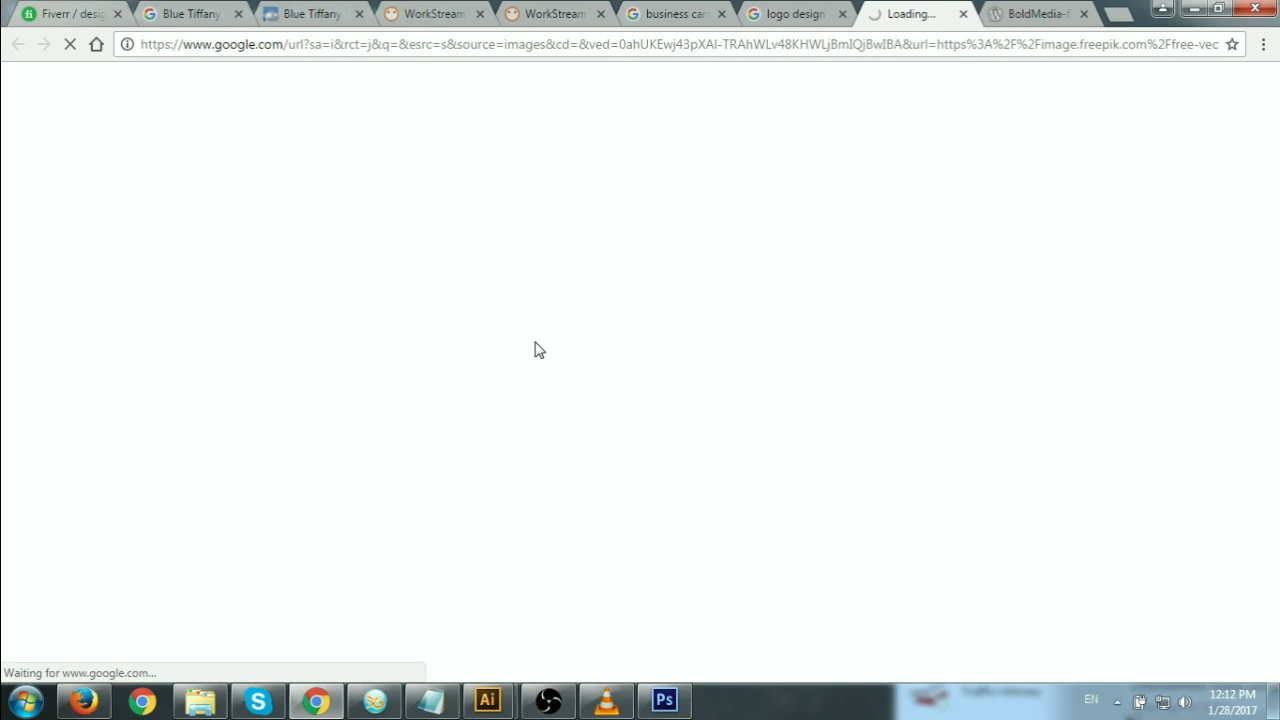 Fiverr / desig
Blue Tiffany
Blue Tiffany
WorkStream
WorkStream
business car
logo design
Loading...
BoldMedia-f
https://www.google.com/url?sa=i&rct=j&q=&esrc=s&source=images&cd=&ved=0ahUKEwj43pXAl-TRAhWLv48KHWLjBmIQjBwIBA&url=https%3A%2F%2Fimage.freepik.com%2Ffree-vec
Waiting for www.google.com...
Ai
Ps
EN
12:12 PM
1/28/2017